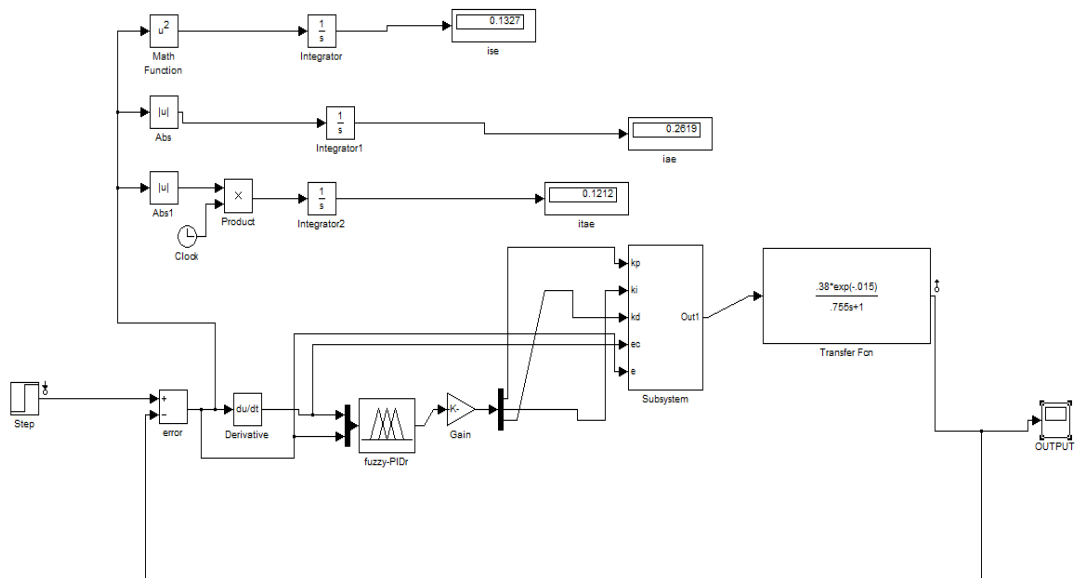 u²
Math
Function
1
s
Integrator
0.1327
ise
|u|
Abs
1
s
Integrator1
0.2619
iae
|u|
Abs1
×
Product
Clock
1
s
Integrator2
0.1212
itae
kp
ki
kd
ec
e
Out1
Subsystem
.38*exp(-.015)
.755s+1
Transfer Fcn
Step
+
−
error
du/dt
Derivative
fuzzy-PIDr
-K-
Gain
OUTPUT